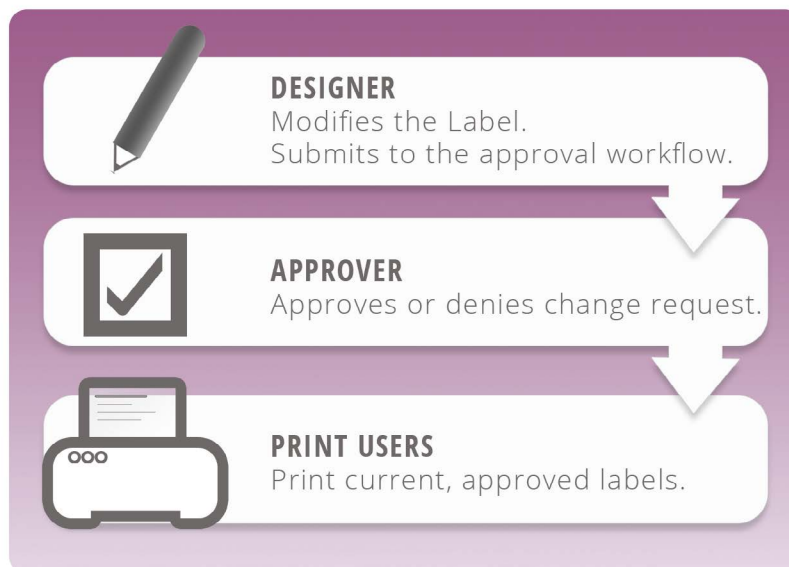 DESIGNER
Modifies the Label.
Submits to the approval workflow.
APPROVER
Approves or denies change request.
PRINT USERS
Print current, approved labels.